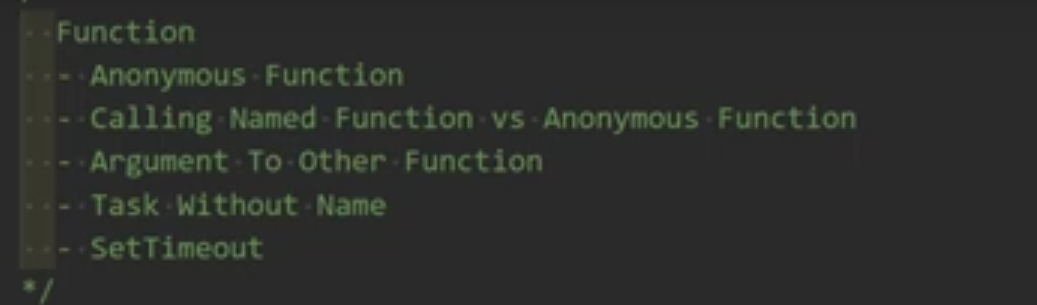 Function
- Anonymous Function
- Calling Named Function vs Anonymous Function
- Argument To Other Function
- Task Without Name
- SetTimeout
*/